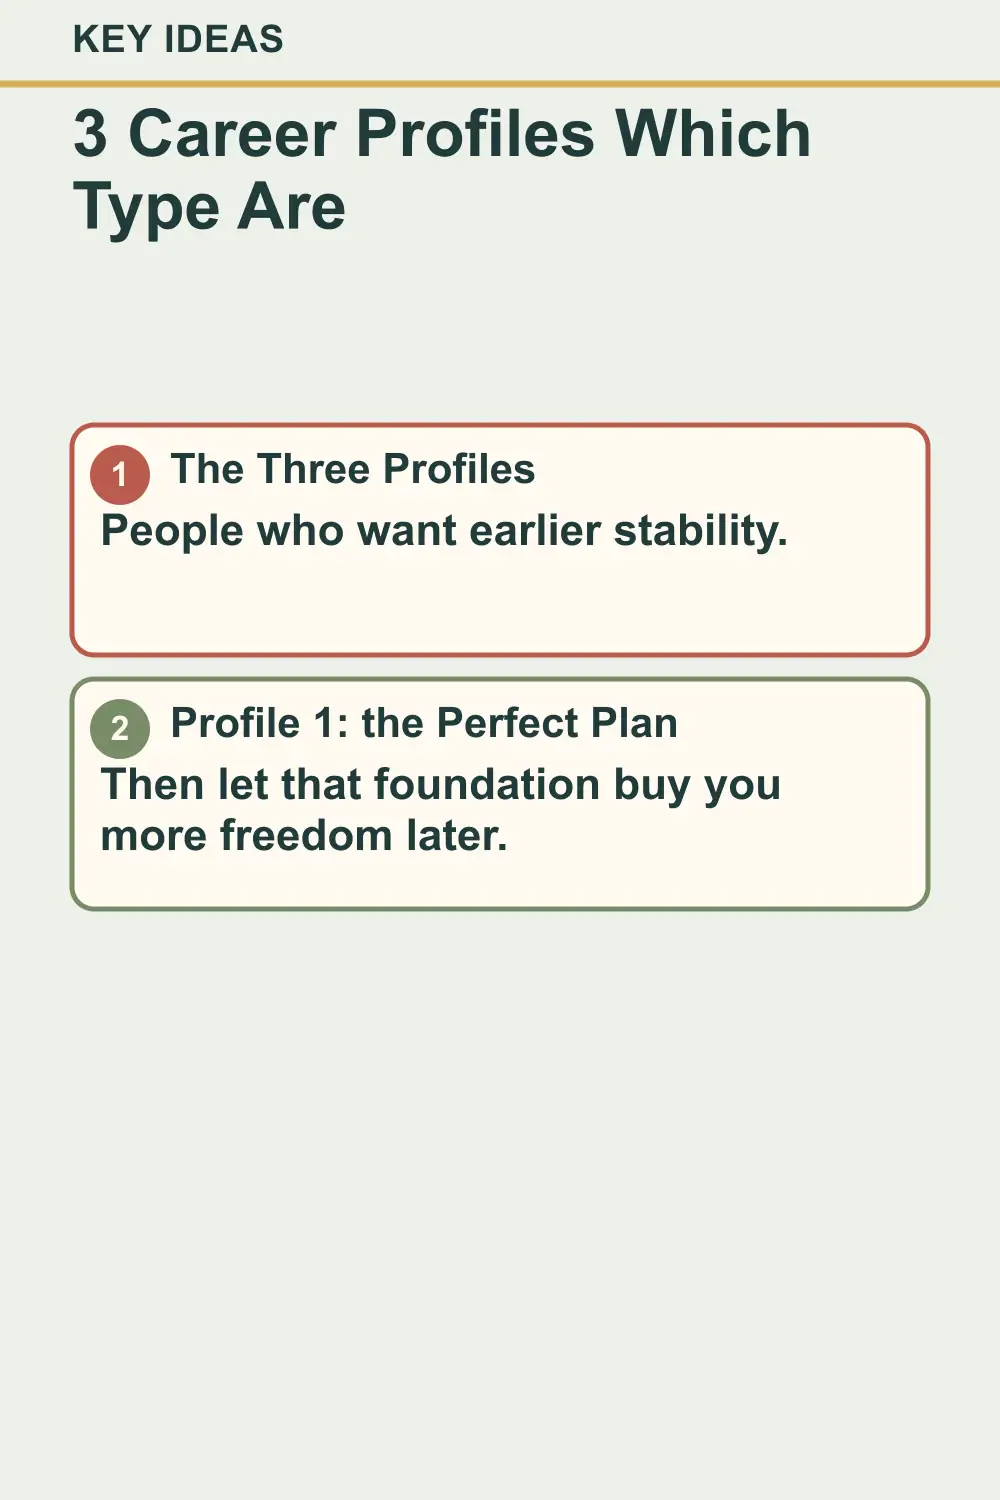 KEY IDEAS
3 Career Profiles Which
Type Are
1 The Three Profiles
People who want earlier stability.
2 Profile 1: the Perfect Plan
Then let that foundation buy you
more freedom later.